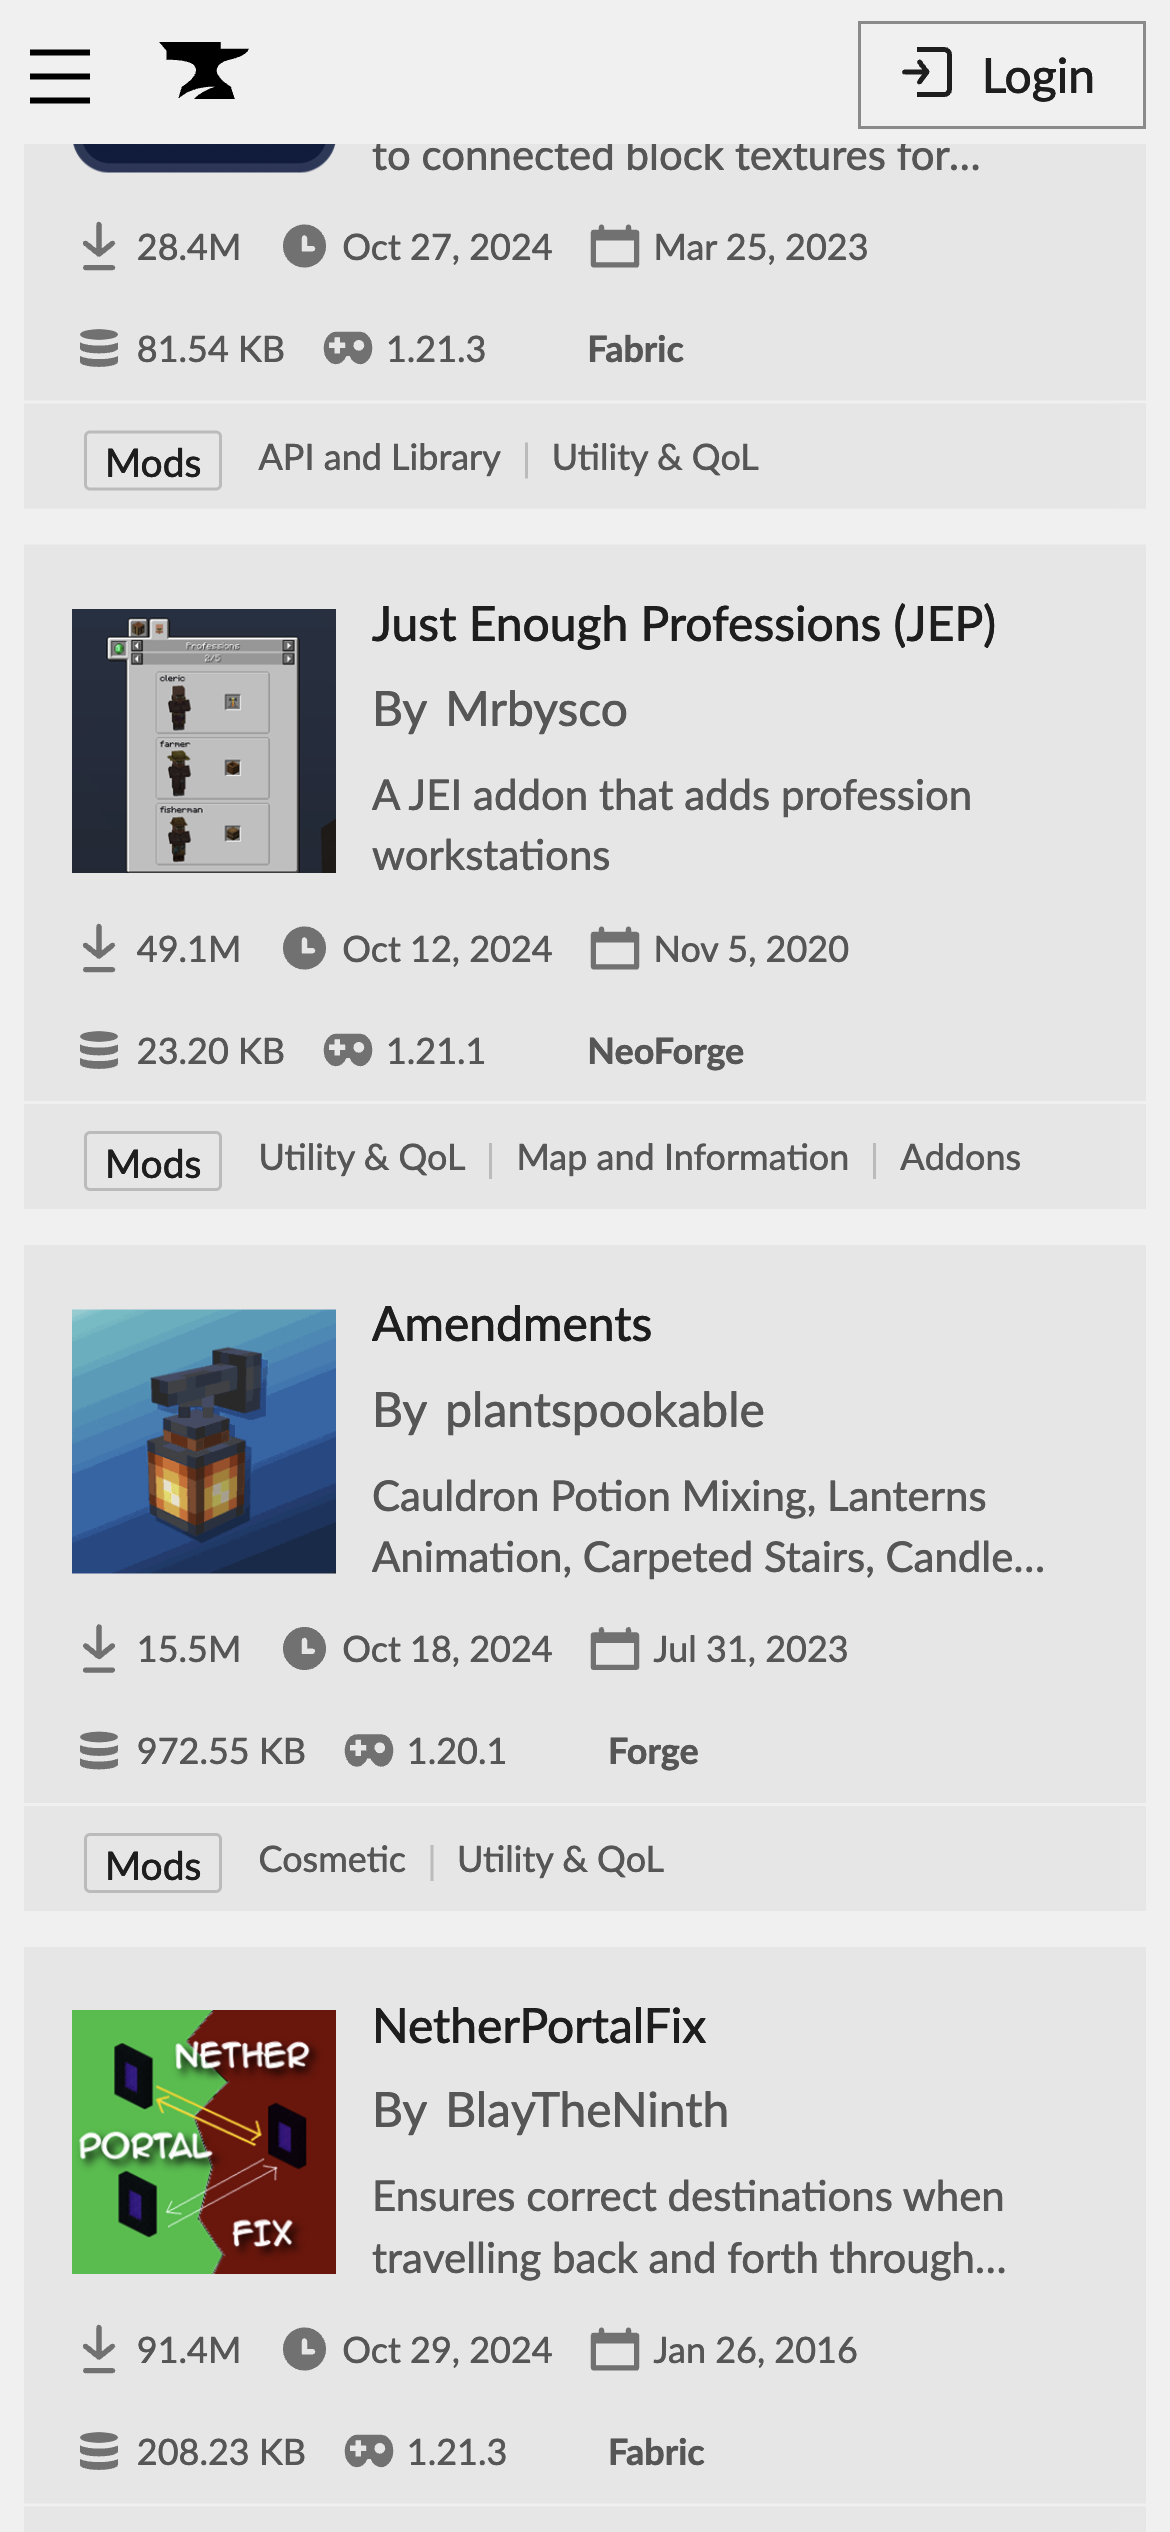 Login
to connected block textures for...
28.4M Oct 27, 2024 Mar 25, 2023
81.54 KB 1.21.3 Fabric
Mods API and Library | Utility & QoL
Professions
2/5
cleric
farmer
fisherman
Just Enough Professions (JEP)
By Mrbysco
A JEI addon that adds profession
workstations
49.1M Oct 12, 2024 Nov 5, 2020
23.20 KB 1.21.1 NeoForge
Mods Utility & QoL | Map and Information | Addons
Amendments
By plantspookable
Cauldron Potion Mixing, Lanterns
Animation, Carpeted Stairs, Candle...
15.5M Oct 18, 2024 Jul 31, 2023
972.55 KB 1.20.1 Forge
Mods Cosmetic | Utility & QoL
NETHER
PORTAL
FIX
NetherPortalFix
By BlayTheNinth
Ensures correct destinations when
travelling back and forth through...
91.4M Oct 29, 2024 Jan 26, 2016
208.23 KB 1.21.3 Fabric